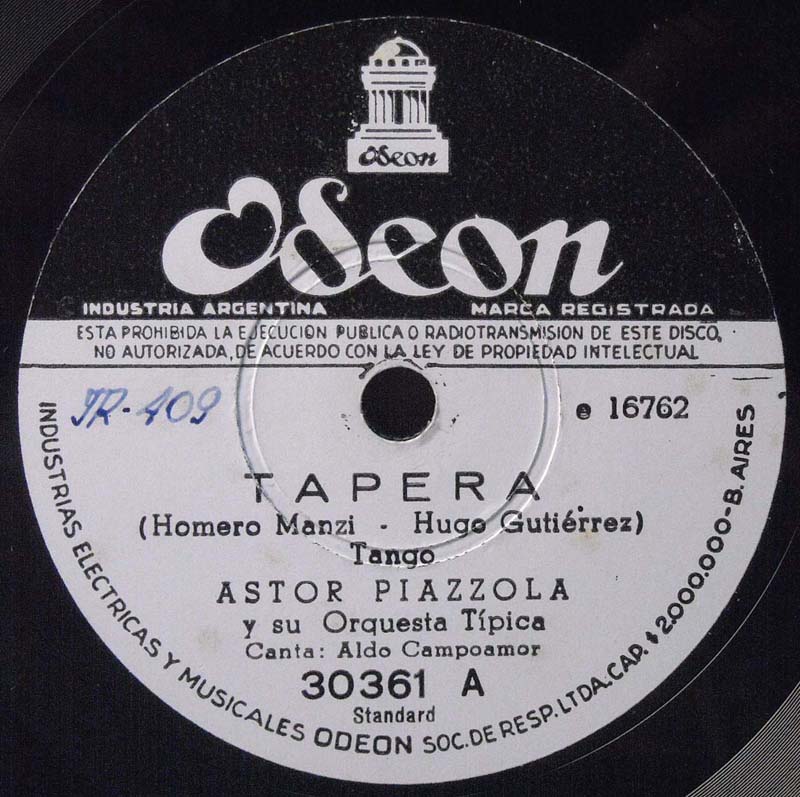 Odeon
Odeon
INDUSTRIA ARGENTINA MARCA REGISTRADA
ESTA PROHIBIDA LA EJECUCION PUBLICA O RADIOTRANSMISION DE ESTE DISCO,
NO AUTORIZADA, DE ACUERDO CON LA LEY DE PROPIEDAD INTELECTUAL
JR-409
e 16762
TAPERA
(Homero Manzi - Hugo Gutiérrez)
Tango
ASTOR PIAZZOLA
y su Orquesta Típica
Canta: Aldo Campoamor
30361 A
Standard
INDUSTRIAS ELECTRICAS Y MUSICALES ODEON SOC. DE RESP. LTDA. CAP. $ 2.000.000-B. AIRES